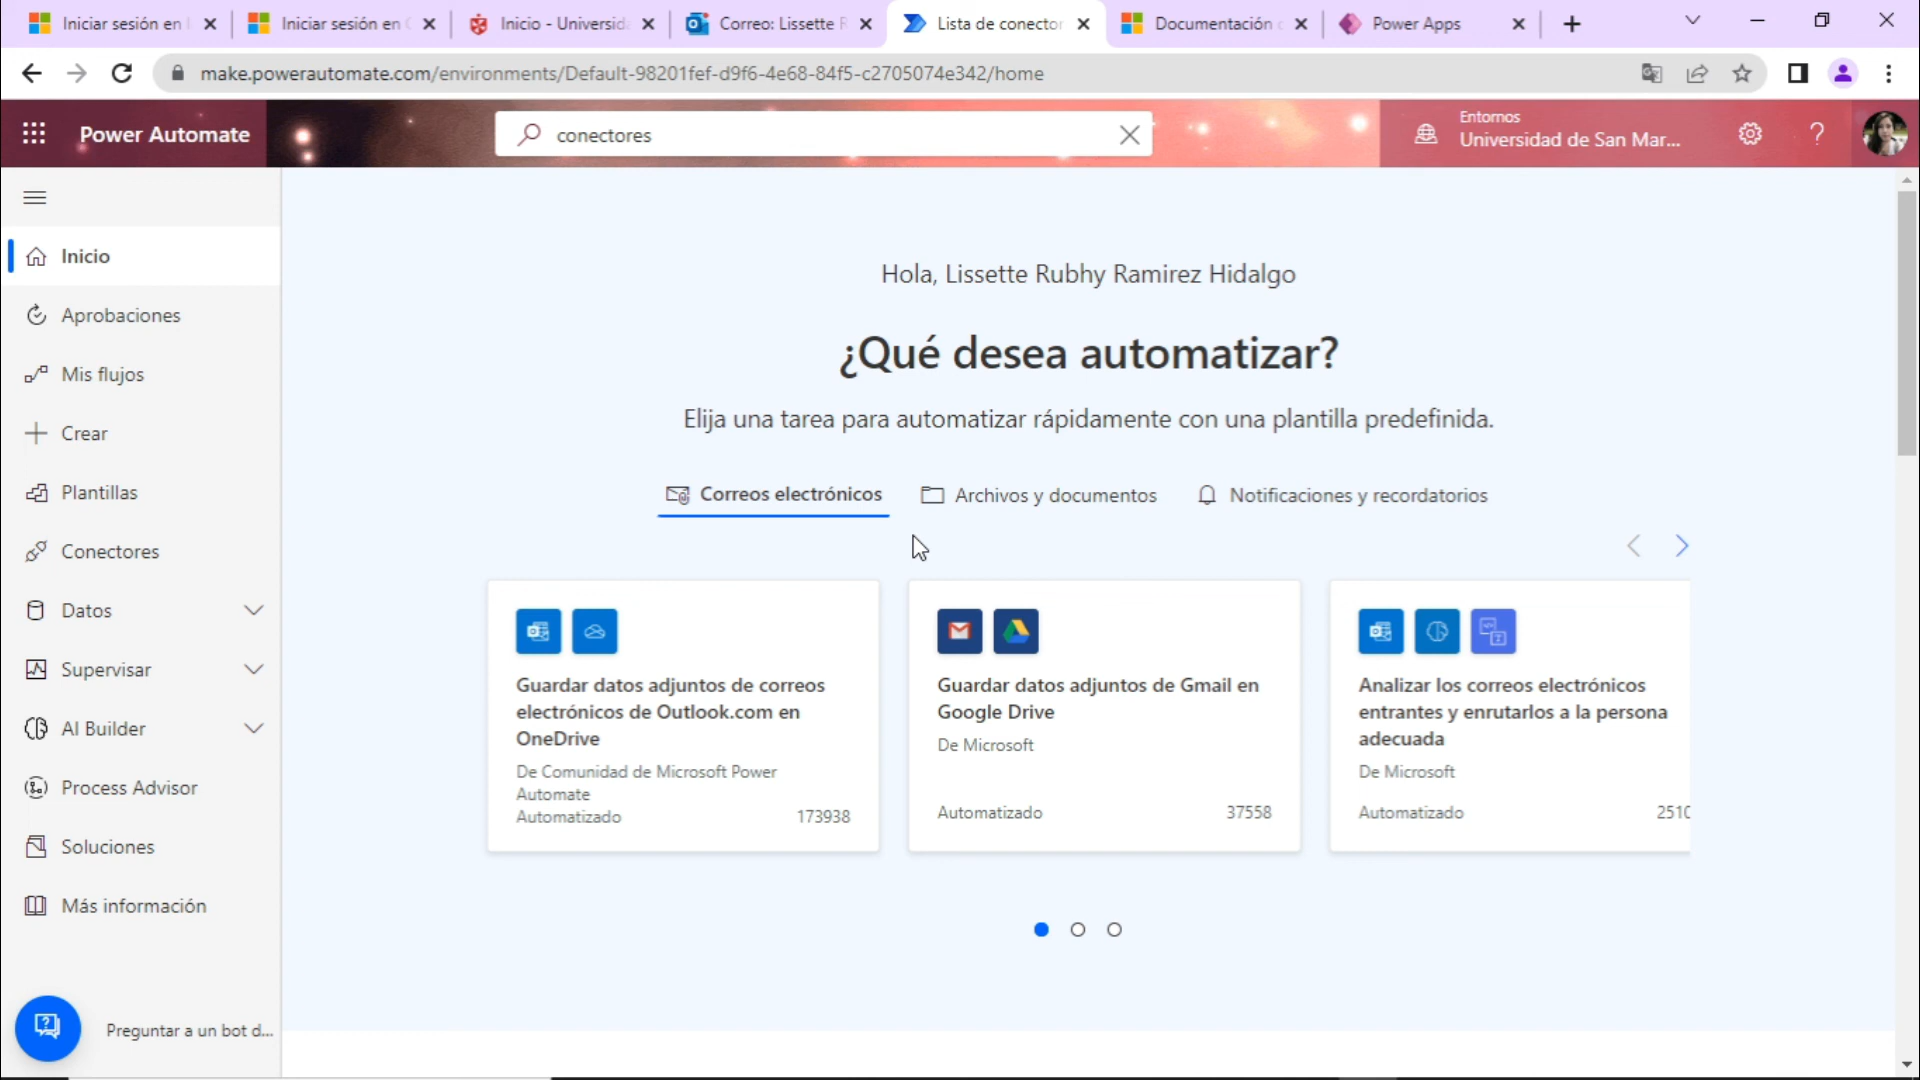 Iniciar sesión en
Iniciar sesión en
Inicio - Universid
Correo: Lissette R
Lista de conector
Documentación
Power Apps
make.powerautomate.com/environments/Default-98201fef-d9f6-4e68-84f5-c2705074e342/home
Power Automate
conectores
Entornos
Universidad de San Mar...
Inicio
Aprobaciones
Mis flujos
Crear
Plantillas
Conectores
Datos
Supervisar
AI Builder
Process Advisor
Soluciones
Más información
Preguntar a un bot d...
Hola, Lissette Rubhy Ramirez Hidalgo
¿Qué desea automatizar?
Elija una tarea para automatizar rápidamente con una plantilla predefinida.
Correos electrónicos
Archivos y documentos
Notificaciones y recordatorios
Guardar datos adjuntos de correos
electrónicos de Outlook.com en
OneDrive
De Comunidad de Microsoft Power
Automate
Automatizado 173938
Guardar datos adjuntos de Gmail en
Google Drive
De Microsoft
Automatizado 37558
Analizar los correos electrónicos
entrantes y enrutarlos a la persona
adecuada
De Microsoft
Automatizado 2510